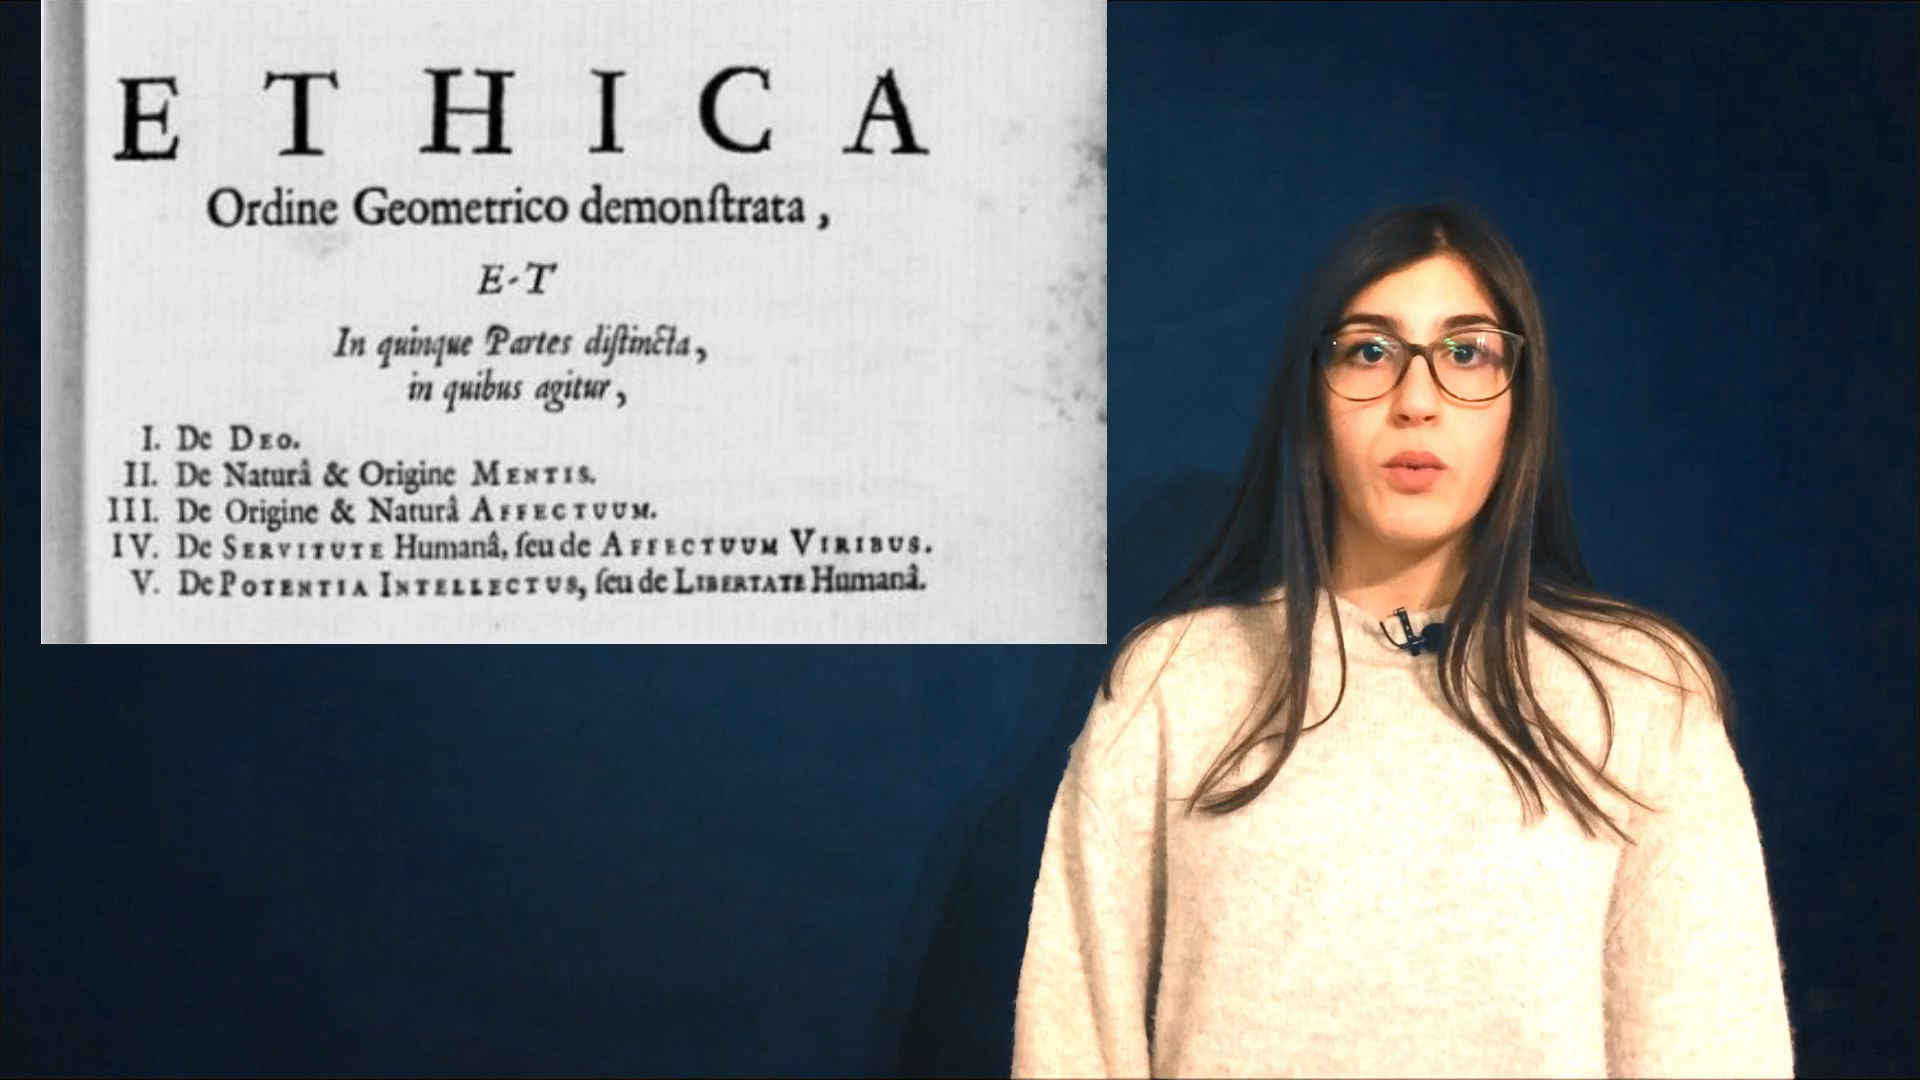 ETHICA
Ordine Geometrico demonſtrata,
E-T
In quinque Partes diſtincta,
in quibus agitur,
I. De DEO.
II. De Naturâ & Origine MENTIS.
III. De Origine & Naturâ AFFECTUUM.
IV. De SERVITUTE Humanâ, ſeu de AFFECTUUM VIRIBUS.
V. De POTENTIA INTELLECTUS, ſeu de LIBERTATE Humanâ.